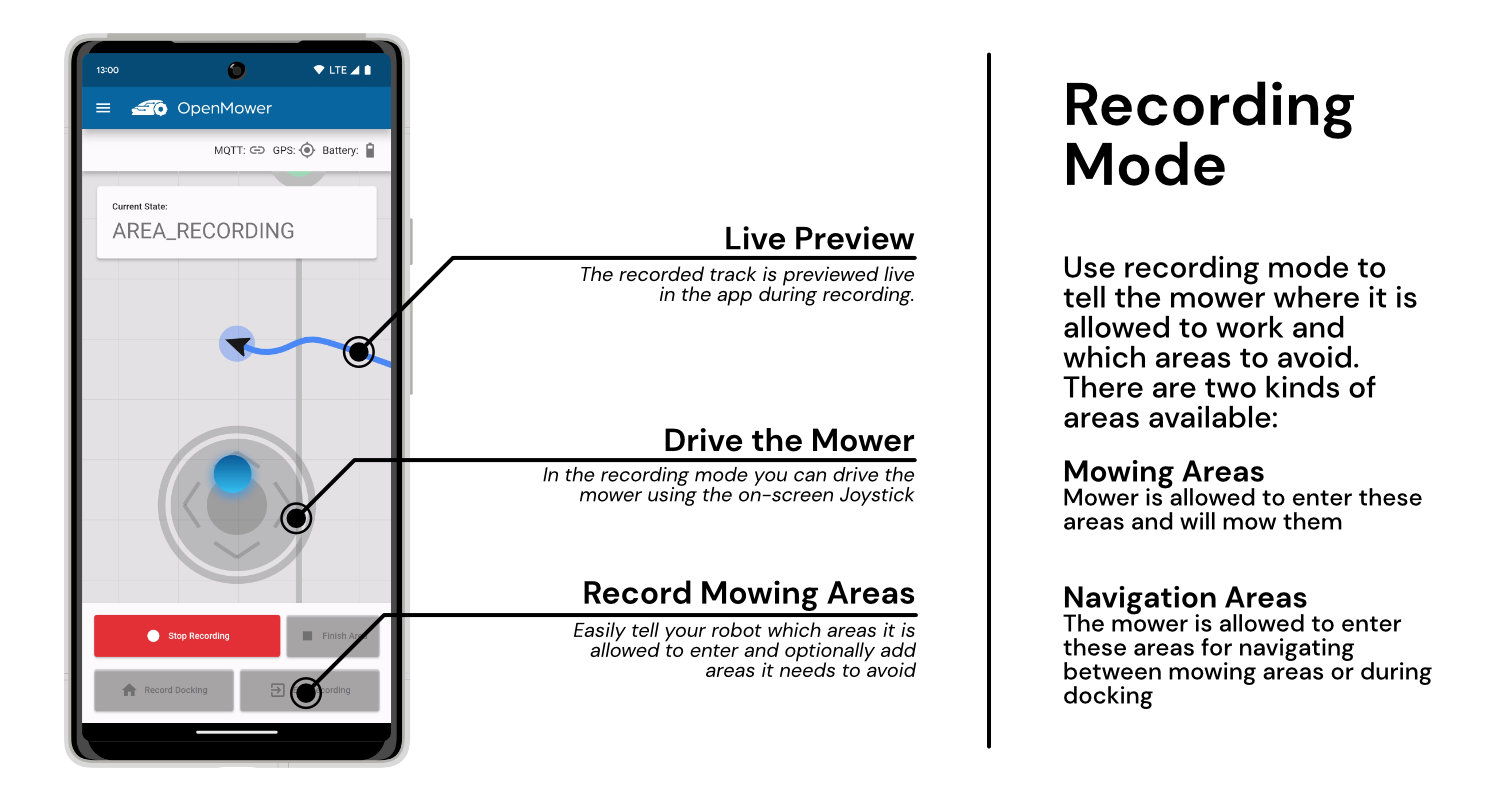 13:00
LTE
OpenMower
MQTT: GPS: Battery:
Current State:
AREA_RECORDING
Stop Recording
Finish
Record Docking
Live Preview
The recorded track is previewed live
in the app during recording.
Drive the Mower
In the recording mode you can drive the
mower using the on-screen Joystick
Record Mowing Areas
Easily tell your robot which areas it is
allowed to enter and optionally add
areas it needs to avoid
Recording
Mode
Use recording mode to
tell the mower where it is
allowed to work and
which areas to avoid.
There are two kinds of
areas available:
Mowing Areas
Mower is allowed to enter these
areas and will mow them
Navigation Areas
The mower is allowed to enter
these areas for navigating
between mowing areas or during
docking